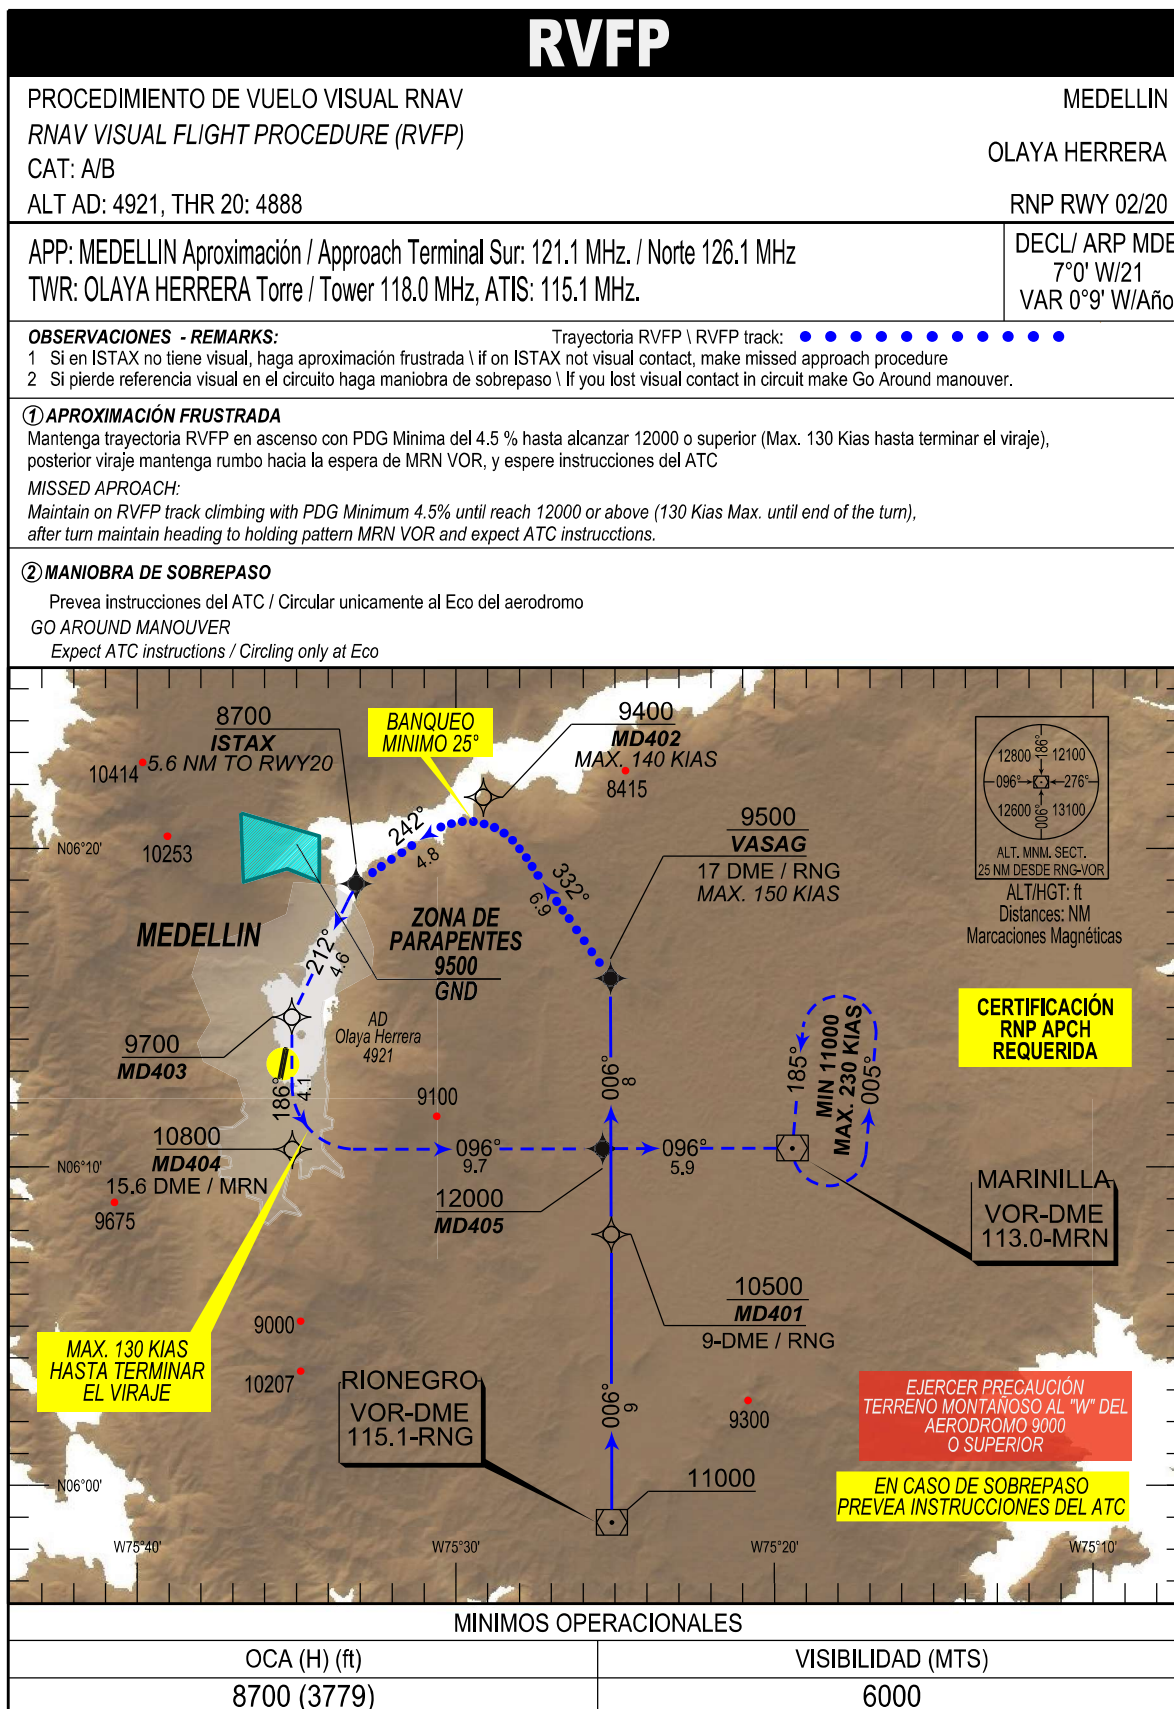 RVFP
PROCEDIMIENTO DE VUELO VISUAL RNAV
RNAV VISUAL FLIGHT PROCEDURE (RVFP)
CAT: A/B
ALT AD: 4921, THR 20: 4888
MEDELLIN
OLAYA HERRERA
RNP RWY 02/20
APP: MEDELLIN Aproximación / Approach Terminal Sur: 121.1 MHz. / Norte 126.1 MHz
TWR: OLAYA HERRERA Torre / Tower 118.0 MHz, ATIS: 115.1 MHz.
DECL/ ARP MDE
7°0' W/21
VAR 0°9' W/Año
OBSERVACIONES - REMARKS:
Trayectoria RVFP \ RVFP track:
1 Si en ISTAX no tiene visual, haga aproximación frustrada \ if on ISTAX not visual contact, make missed approach procedure
2 Si pierde referencia visual en el circuito haga maniobra de sobrepaso \ If you lost visual contact in circuit make Go Around manouver.
1 APROXIMACIÓN FRUSTRADA
Mantenga trayectoria RVFP en ascenso con PDG Minima del 4.5 % hasta alcanzar 12000 o superior (Max. 130 Kias hasta terminar el viraje),
posterior viraje mantenga rumbo hacia la espera de MRN VOR, y espere instrucciones del ATC
MISSED APROACH:
Maintain on RVFP track climbing with PDG Minimum 4.5% until reach 12000 or above (130 Kias Max. until end of the turn),
after turn maintain heading to holding pattern MRN VOR and expect ATC instrucctions.
2 MANIOBRA DE SOBREPASO
Prevea instrucciones del ATC / Circular unicamente al Eco del aerodromo
GO AROUND MANOUVER
Expect ATC instructions / Circling only at Eco
8700
ISTAX
5.6 NM TO RWY20
10414
10253
BANQUEO
MINIMO 25°
9400
MD402
MAX. 140 KIAS
8415
9500
VASAG
17 DME / RNG
MAX. 150 KIAS
12800
12100
186°
096°
276°
12600
13100
006°
ALT. MNM. SECT.
25 NM DESDE RNG-VOR
ALT/HGT: ft
Distances: NM
Marcaciones Magnéticas
N06°20'
242°
4.8
332°
6.9
MEDELLIN
ZONA DE
PARAPENTES
9500
GND
212°
4.6
AD
Olaya Herrera
4921
CERTIFICACIÓN
RNP APCH
REQUERIDA
9700
MD403
186°
4.1
9100
006°
8
185°
MIN 11000
MAX. 230 KIAS
005°
10800
MD404
15.6 DME / MRN
N06°10'
9675
096°
9.7
096°
5.9
12000
MD405
MARINILLA
VOR-DME
113.0-MRN
10500
MD401
9-DME / RNG
9000
10207
MAX. 130 KIAS
HASTA TERMINAR
EL VIRAJE
RIONEGRO
VOR-DME
115.1-RNG
006°
9
9300
EJERCER PRECAUCIÓN
TERRENO MONTAÑOSO AL "W" DEL
AERODROMO 9000
O SUPERIOR
EN CASO DE SOBREPASO
PREVEA INSTRUCCIONES DEL ATC
11000
N06°00'
W75°40'
W75°30'
W75°20'
W75°10'
MINIMOS OPERACIONALES
OCA (H) (ft)
VISIBILIDAD (MTS)
8700 (3779)
6000